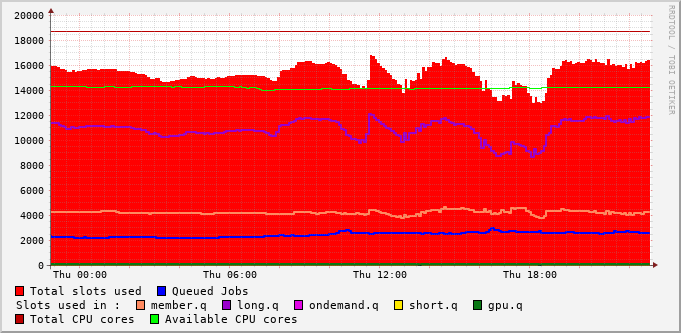 20000
18000
16000
14000
12000
10000
8000
6000
4000
2000
0
Thu 00:00 Thu 06:00 Thu 12:00 Thu 18:00
Total slots used Queued Jobs
Slots used in : member.q long.q ondemand.q short.q gpu.q
Total CPU cores Available CPU cores
RRDTOOL / TOBI OETIKER